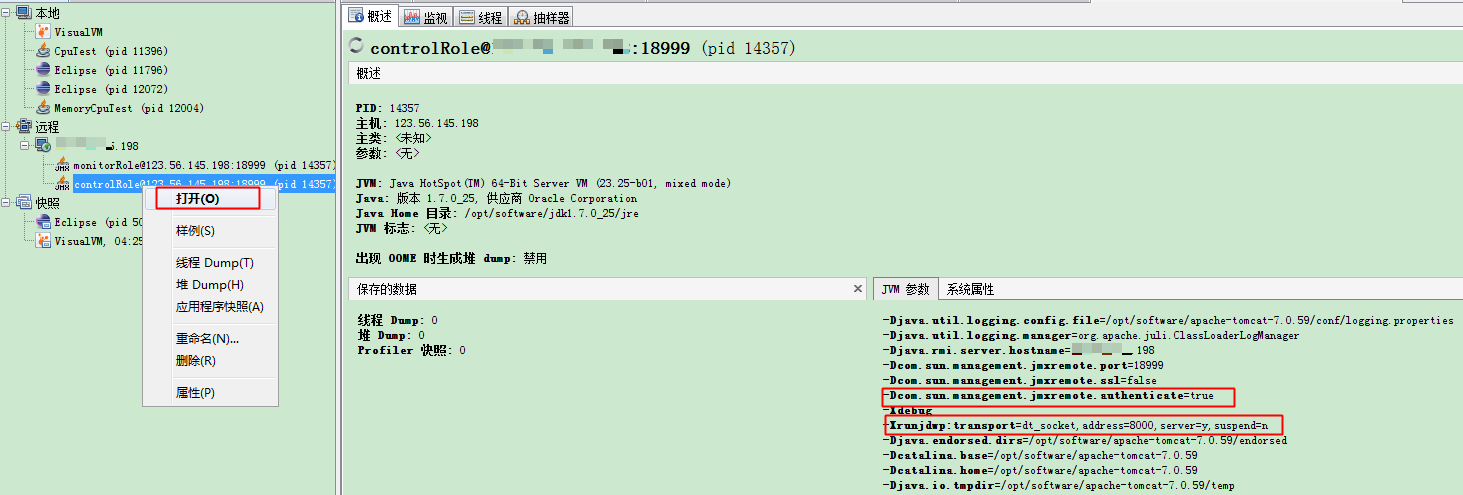 本地
VisualVM
CpuTest (pid 11396)
Eclipse (pid 11796)
Eclipse (pid 12072)
MemoryCpuTest (pid 12004)
远程
.198
monitorRole@123.56.145.198:18999 (pid 14357)
controlRole@123.56.145.198:18999 (pid 14357)
快照
Eclipse (pid 50
VisualVM, 04:25
打开(O)
样例(S)
线程 Dump(T)
堆 Dump(H)
应用程序快照(A)
重命名(N)...
删除(R)
属性(P)
概述 监视 线程 抽样器
controlRole@ :18999 (pid 14357)
概述
PID: 14357
主机: 123.56.145.198
主类: <未知>
参数: <无>
JVM: Java HotSpot(TM) 64-Bit Server VM (23.25-b01, mixed mode)
Java: 版本 1.7.0_25, 供应商 Oracle Corporation
Java Home 目录: /opt/software/jdk1.7.0_25/jre
JVM 标志: <无>
出现 OOME 时生成堆 dump: 禁用
保存的数据
线程 Dump: 0
堆 Dump: 0
Profiler 快照: 0
JVM 参数 系统属性
-Djava.util.logging.config.file=/opt/software/apache-tomcat-7.0.59/conf/logging.properties
-Djava.util.logging.manager=org.apache.juli.ClassLoaderLogManager
-Djava.rmi.server.hostname= .198
-Dcom.sun.management.jmxremote.port=18999
-Dcom.sun.management.jmxremote.ssl=false
-Dcom.sun.management.jmxremote.authenticate=true
-Xdebug
-Xrunjdwp:transport=dt_socket,address=8000,server=y,suspend=n
-Djava.endorsed.dirs=/opt/software/apache-tomcat-7.0.59/endorsed
-Dcatalina.base=/opt/software/apache-tomcat-7.0.59
-Dcatalina.home=/opt/software/apache-tomcat-7.0.59
-Djava.io.tmpdir=/opt/software/apache-tomcat-7.0.59/temp